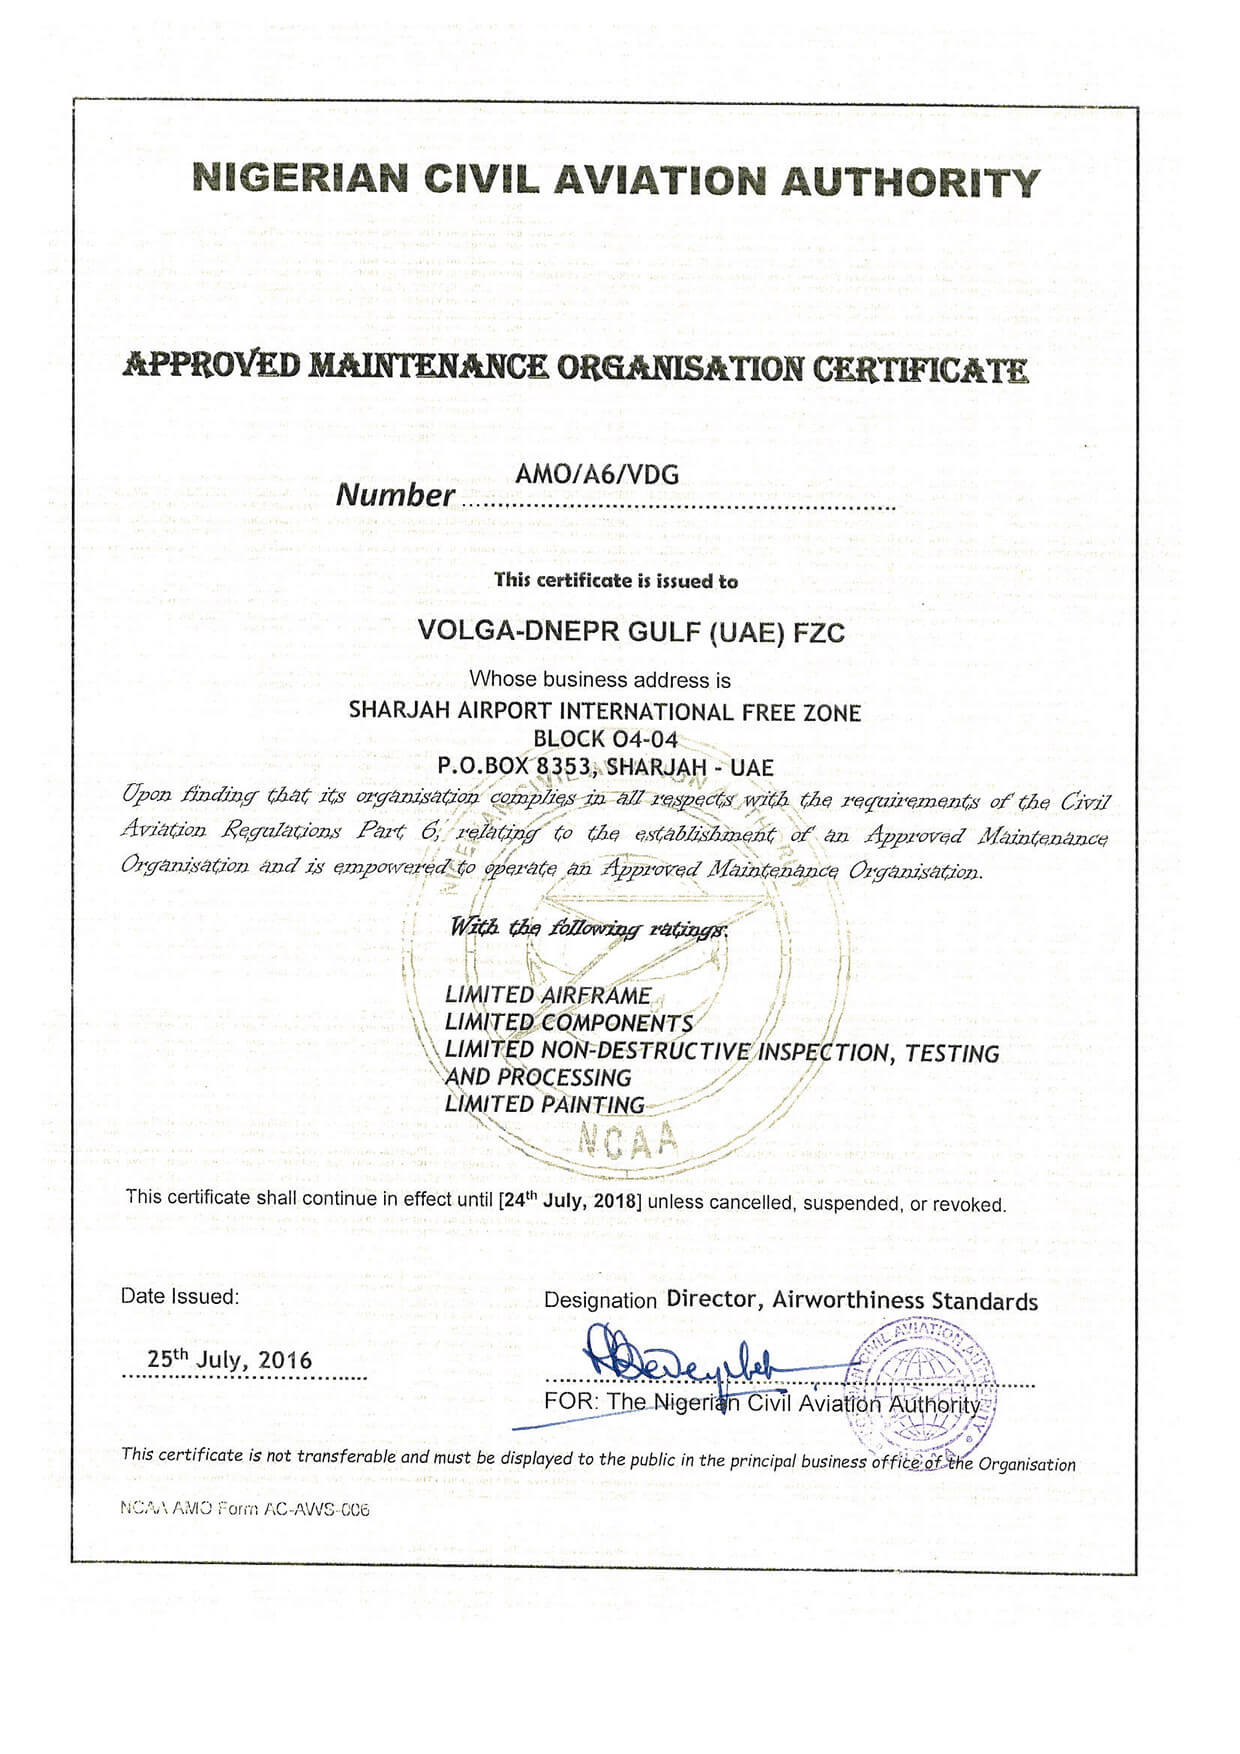 NIGERIAN CIVIL AVIATION AUTHORITY
APPROVED MAINTENANCE ORGANISATION CERTIFICATE
AMO/A6/VDG
Number
This certificate is issued to
VOLGA-DNEPR GULF (UAE) FZC
Whose business address is
SHARJAH AIRPORT INTERNATIONAL FREE ZONE
BLOCK O4-04
P.O.BOX 8353, SHARJAH - UAE
Upon finding that its organisation complies in all respects with the requirements of the Civil
Aviation Regulations Part 6, relating to the establishment of an Approved Maintenance
Organisation and is empowered to operate an Approved Maintenance Organisation.
With the following ratings:
LIMITED AIRFRAME
LIMITED COMPONENTS
LIMITED NON-DESTRUCTIVE INSPECTION, TESTING
AND PROCESSING
LIMITED PAINTING
NCAA
This certificate shall continue in effect until [24th July, 2018] unless cancelled, suspended, or revoked.
Date Issued:
Designation Director, Airworthiness Standards
25th July, 2016
FOR: The Nigerian Civil Aviation Authority
This certificate is not transferable and must be displayed to the public in the principal business office of the Organisation
NCAA AMO Form AC-AWS-006